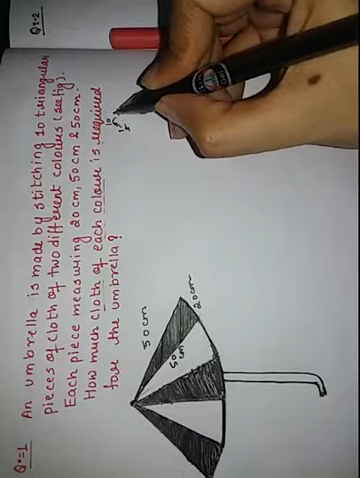 Q:=1 An umbrella is made by stitching 10 triangular
pieces of cloth of two different colours (see fig).
Each piece measuring 20 cm, 50 cm & 50 cm.
How much cloth of each colour is required
for the umbrella?
50 cm
50 cm
20 cm
Q:-2